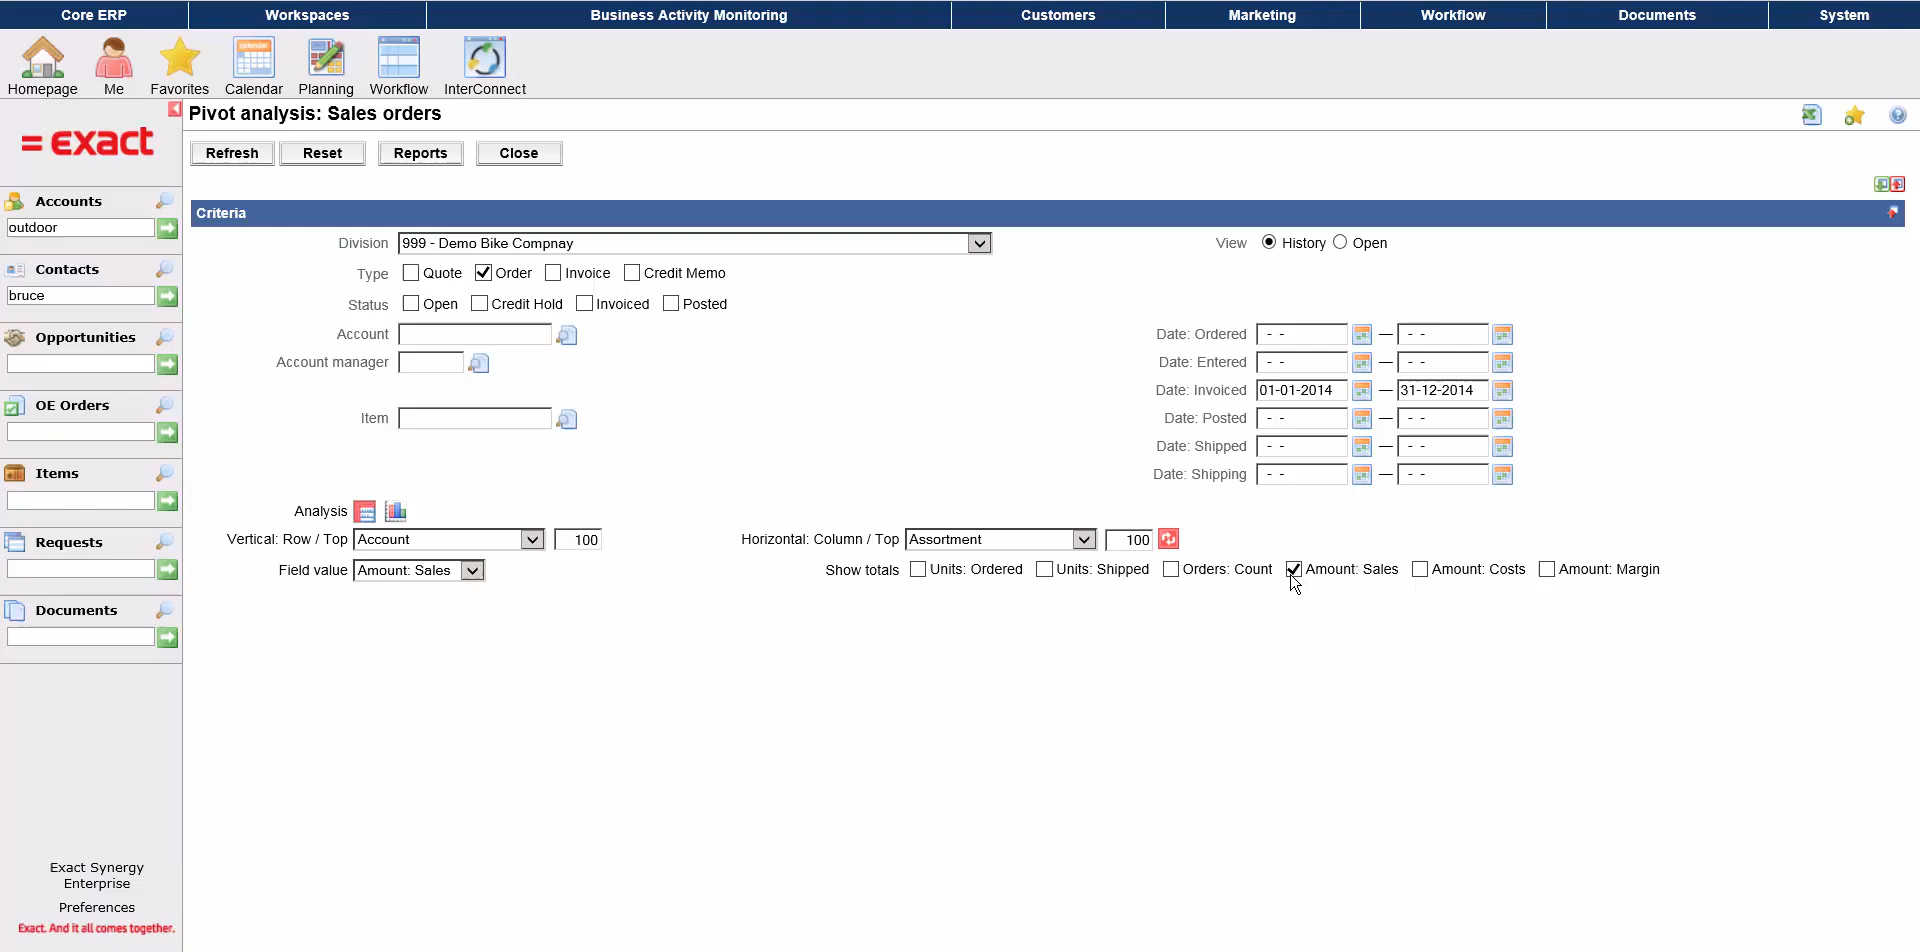 Core ERP Workspaces Business Activity Monitoring Customers Marketing Workflow Documents System
Homepage Me Favorites Calendar Planning Workflow InterConnect
= exact
Pivot analysis: Sales orders
Refresh Reset Reports Close
Accounts
outdoor
Contacts
bruce
Opportunities
OE Orders
Items
Requests
Documents
Exact Synergy
Enterprise
Preferences
Exact. And it all comes together.
Criteria
Division 999 - Demo Bike Compnay View History Open
Type Quote Order Invoice Credit Memo
Status Open Credit Hold Invoiced Posted
Account Date: Ordered - - — - -
Account manager Date: Entered - - — - -
Date: Invoiced 01-01-2014 — 31-12-2014
Item Date: Posted - - — - -
Date: Shipped - - — - -
Date: Shipping - - — - -
Analysis
Vertical: Row / Top Account 100 Horizontal: Column / Top Assortment 100
Field value Amount: Sales Show totals Units: Ordered Units: Shipped Orders: Count Amount: Sales Amount: Costs Amount: Margin